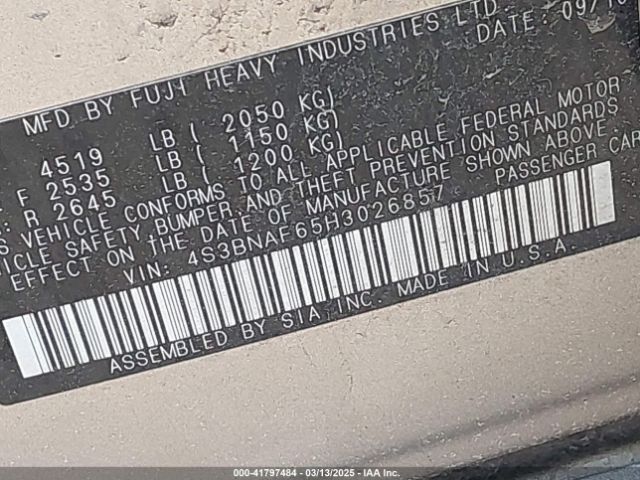 MFD. BY FUJI HEAVY INDUSTRIES LTD.
DATE: 09/16
4519 LB ( 2050 KG)
F 2535 LB ( 1150 KG)
R 2645 LB ( 1200 KG)
VEHICLE CONFORMS TO ALL APPLICABLE FEDERAL MOTOR
SAFETY, BUMPER, AND THEFT PREVENTION STANDARDS
EFFECT ON THE DATE OF MANUFACTURE SHOWN ABOVE.
VIN: 4S3BNAF65H3026857 PASSENGER CAR
ASSEMBLED BY SIA, INC. MADE IN U.S.A.
000-41797484 | 03/13/2025 - IAA Inc.